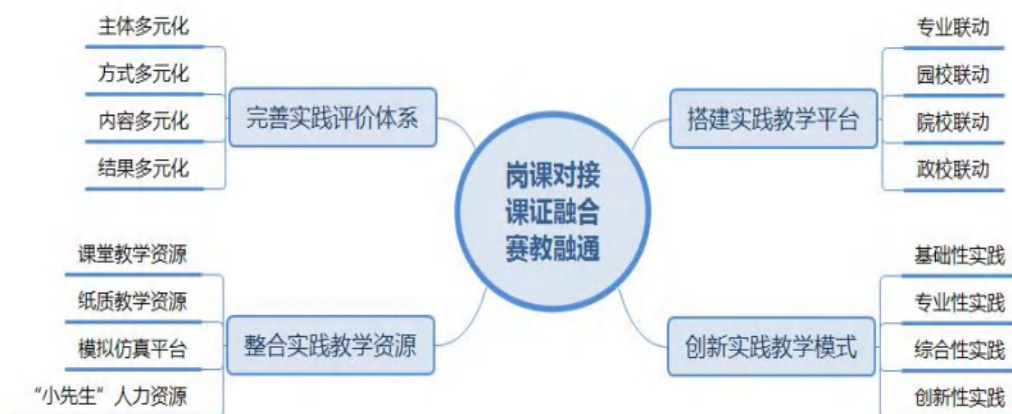 主体多元化
方式多元化
内容多元化
结果多元化
完善实践评价体系
课堂教学资源
纸质教学资源
模拟仿真平台
“小先生”人力资源
整合实践教学资源
岗课对接
课证融合
赛教融通
搭建实践教学平台
专业联动
园校联动
院校联动
政校联动
创新实践教学模式
基础性实践
专业性实践
综合性实践
创新性实践